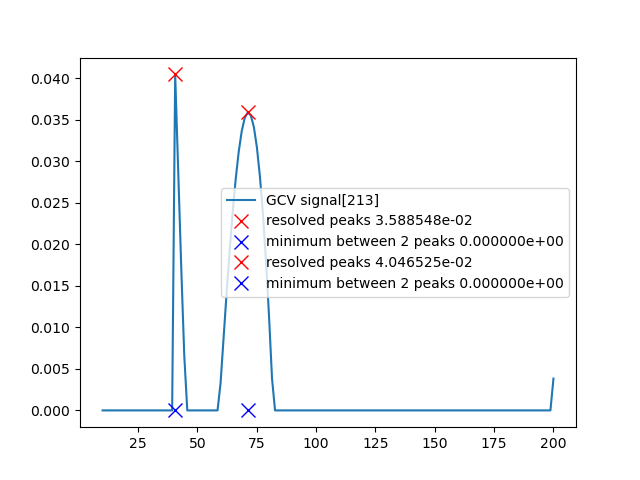 0.040
0.035
0.030
0.025
0.020
0.015
0.010
0.005
0.000
GCV signal[213]
resolved peaks 3.588548e-02
minimum between 2 peaks 0.000000e+00
resolved peaks 4.046525e-02
minimum between 2 peaks 0.000000e+00
25 50 75 100 125 150 175 200